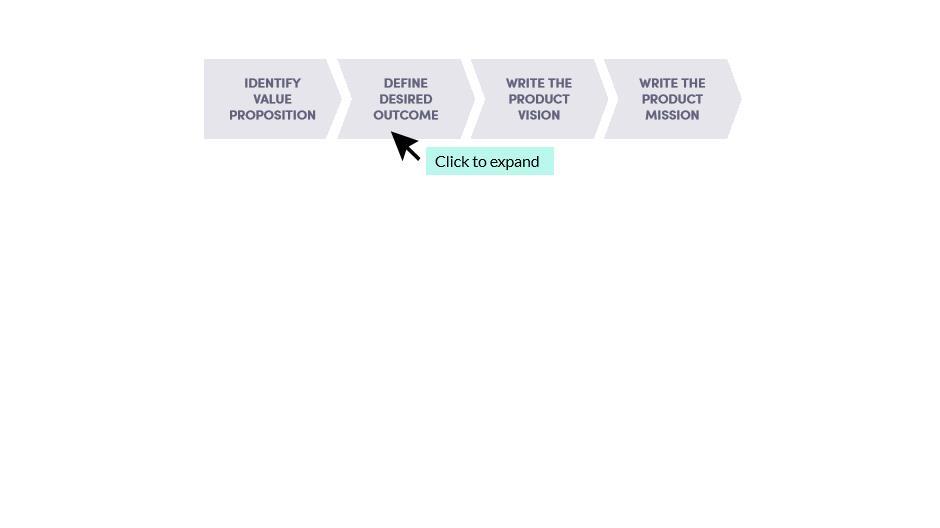 IDENTIFY
VALUE
PROPOSITION
DEFINE
DESIRED
OUTCOME
WRITE THE
PRODUCT
VISION
WRITE THE
PRODUCT
MISSION
Click to expand